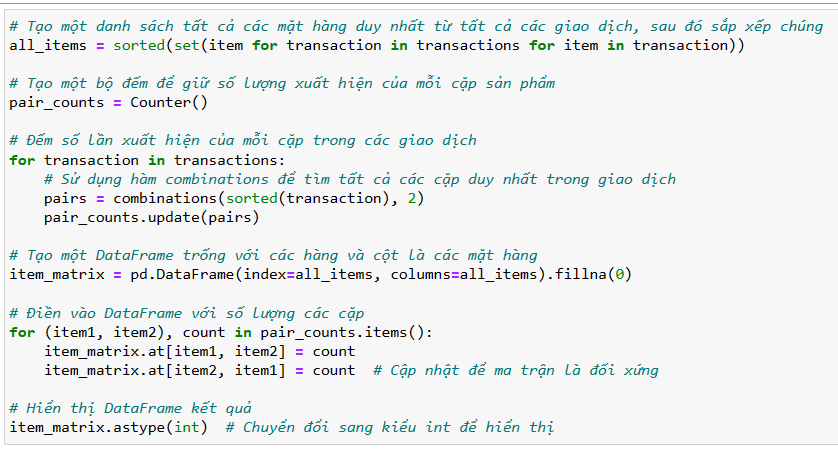 # Tạo một danh sách tất cả các mặt hàng duy nhất từ tất cả các giao dịch, sau đó sắp xếp chúng
all_items = sorted(set(item for transaction in transactions for item in transaction))
# Tạo một bộ đếm để giữ số lượng xuất hiện của mỗi cặp sản phẩm
pair_counts = Counter()
# Đếm số lần xuất hiện của mỗi cặp trong các giao dịch
for transaction in transactions:
    # Sử dụng hàm combinations để tìm tất cả các cặp duy nhất trong giao dịch
    pairs = combinations(sorted(transaction), 2)
    pair_counts.update(pairs)
# Tạo một DataFrame trống với các hàng và cột là các mặt hàng
item_matrix = pd.DataFrame(index=all_items, columns=all_items).fillna(0)
# Điền vào DataFrame với số lượng các cặp
for (item1, item2), count in pair_counts.items():
    item_matrix.at[item1, item2] = count
    item_matrix.at[item2, item1] = count  # Cập nhật để ma trận là đối xứng
# Hiển thị DataFrame kết quả
item_matrix.astype(int)  # Chuyển đổi sang kiểu int để hiển thị